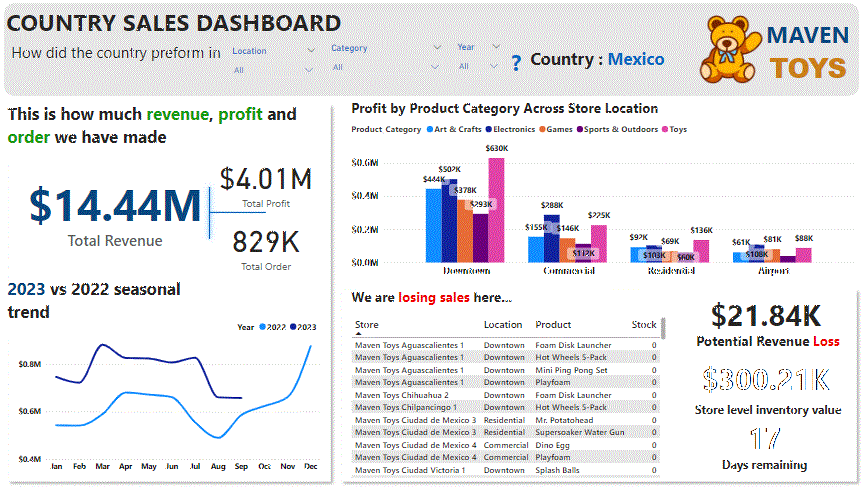 COUNTRY SALES DASHBOARD
How did the country preform in
Location
Category
Year
All
All
All
? Country : Mexico
MAVEN
TOYS
This is how much revenue, profit and
order we have made
$14.44M
Total Revenue
$4.01M
Total Profit
829K
Total Order
Profit by Product Category Across Store Location
Product Category Art & Crafts Electronics Games Sports & Outdoors Toys
$0.6M
$0.4M
$0.2M
$0.0M
$444K
$502K
$378K
$293K
$630K
$155K
$288K
$146K
$112K
$225K
$92K
$103K
$69K
$60K
$136K
$61K
$108K
$81K
$88K
Downtown
Commercial
Residential
Airport
2023 vs 2022 seasonal
trend
Year 2022 2023
$0.8M
$0.6M
$0.4M
Jan Feb Mar Apr May Jun Jul Aug Sep Oct Nov Dec
We are losing sales here...
Store Location Product Stock
Maven Toys Aguascalientes 1 Downtown Foam Disk Launcher 0
Maven Toys Aguascalientes 1 Downtown Hot Wheels 5-Pack 0
Maven Toys Aguascalientes 1 Downtown Mini Ping Pong Set 0
Maven Toys Aguascalientes 1 Downtown Playfoam 0
Maven Toys Chihuahua 2 Downtown Foam Disk Launcher 0
Maven Toys Chilpancingo 1 Downtown Hot Wheels 5-Pack 0
Maven Toys Ciudad de Mexico 3 Residential Mr. Potatohead 0
Maven Toys Ciudad de Mexico 3 Residential Supersoaker Water Gun 0
Maven Toys Ciudad de Mexico 4 Commercial Dino Egg 0
Maven Toys Ciudad de Mexico 4 Commercial Playfoam 0
Maven Toys Ciudad Victoria 1 Downtown Splash Balls 0
$21.84K
Potential Revenue Loss
$300.21K
Store level inventory value
17
Days remaining